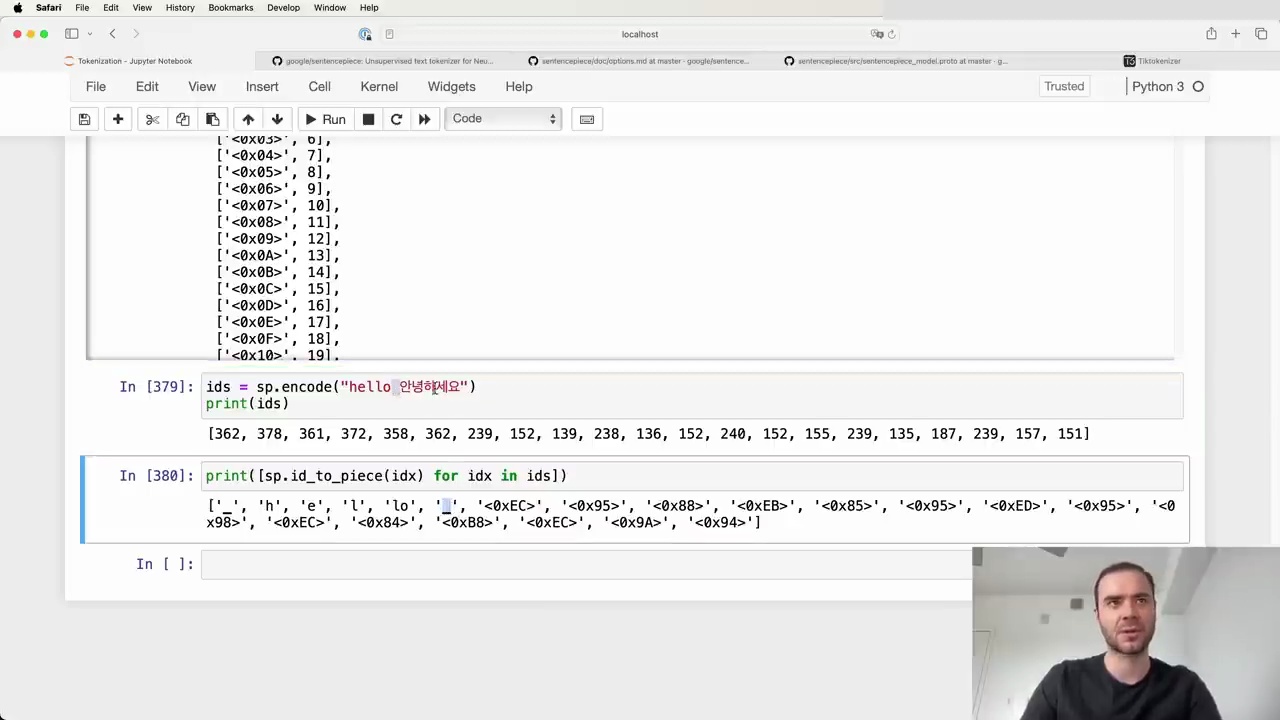 Safari File Edit View History Bookmarks Develop Window Help
localhost
Tokenization - Jupyter Notebook
google/sentencepiece: Unsupervised text tokenizer for Neu...
sentencepiece/doc/options.md at master · google/sentence...
sentencepiece/src/sentencepiece_model.proto at master · g...
Tiktokenizer
File Edit View Insert Cell Kernel Widgets Help
Trusted
Python 3
Run
Code
['<0x03>', 6],
['<0x04>', 7],
['<0x05>', 8],
['<0x06>', 9],
['<0x07>', 10],
['<0x08>', 11],
['<0x09>', 12],
['<0x0A>', 13],
['<0x0B>', 14],
['<0x0C>', 15],
['<0x0D>', 16],
['<0x0E>', 17],
['<0x0F>', 18],
['<0x10>', 19],
In [379]: ids = sp.encode("hello 안녕하세요")
print(ids)
[362, 378, 361, 372, 358, 362, 239, 152, 139, 238, 136, 152, 240, 152, 155, 239, 135, 187, 239, 157, 151]
In [380]: print([sp.id_to_piece(idx) for idx in ids])
['▁', 'h', 'e', 'l', 'lo', '▁', '<0xEC>', '<0x95>', '<0x88>', '<0xEB>', '<0x85>', '<0x95>', '<0xED>', '<0x95>', '<0
x98>', '<0xEC>', '<0x84>', '<0xB8>', '<0xEC>', '<0x9A>', '<0x94>']
In [ ]: